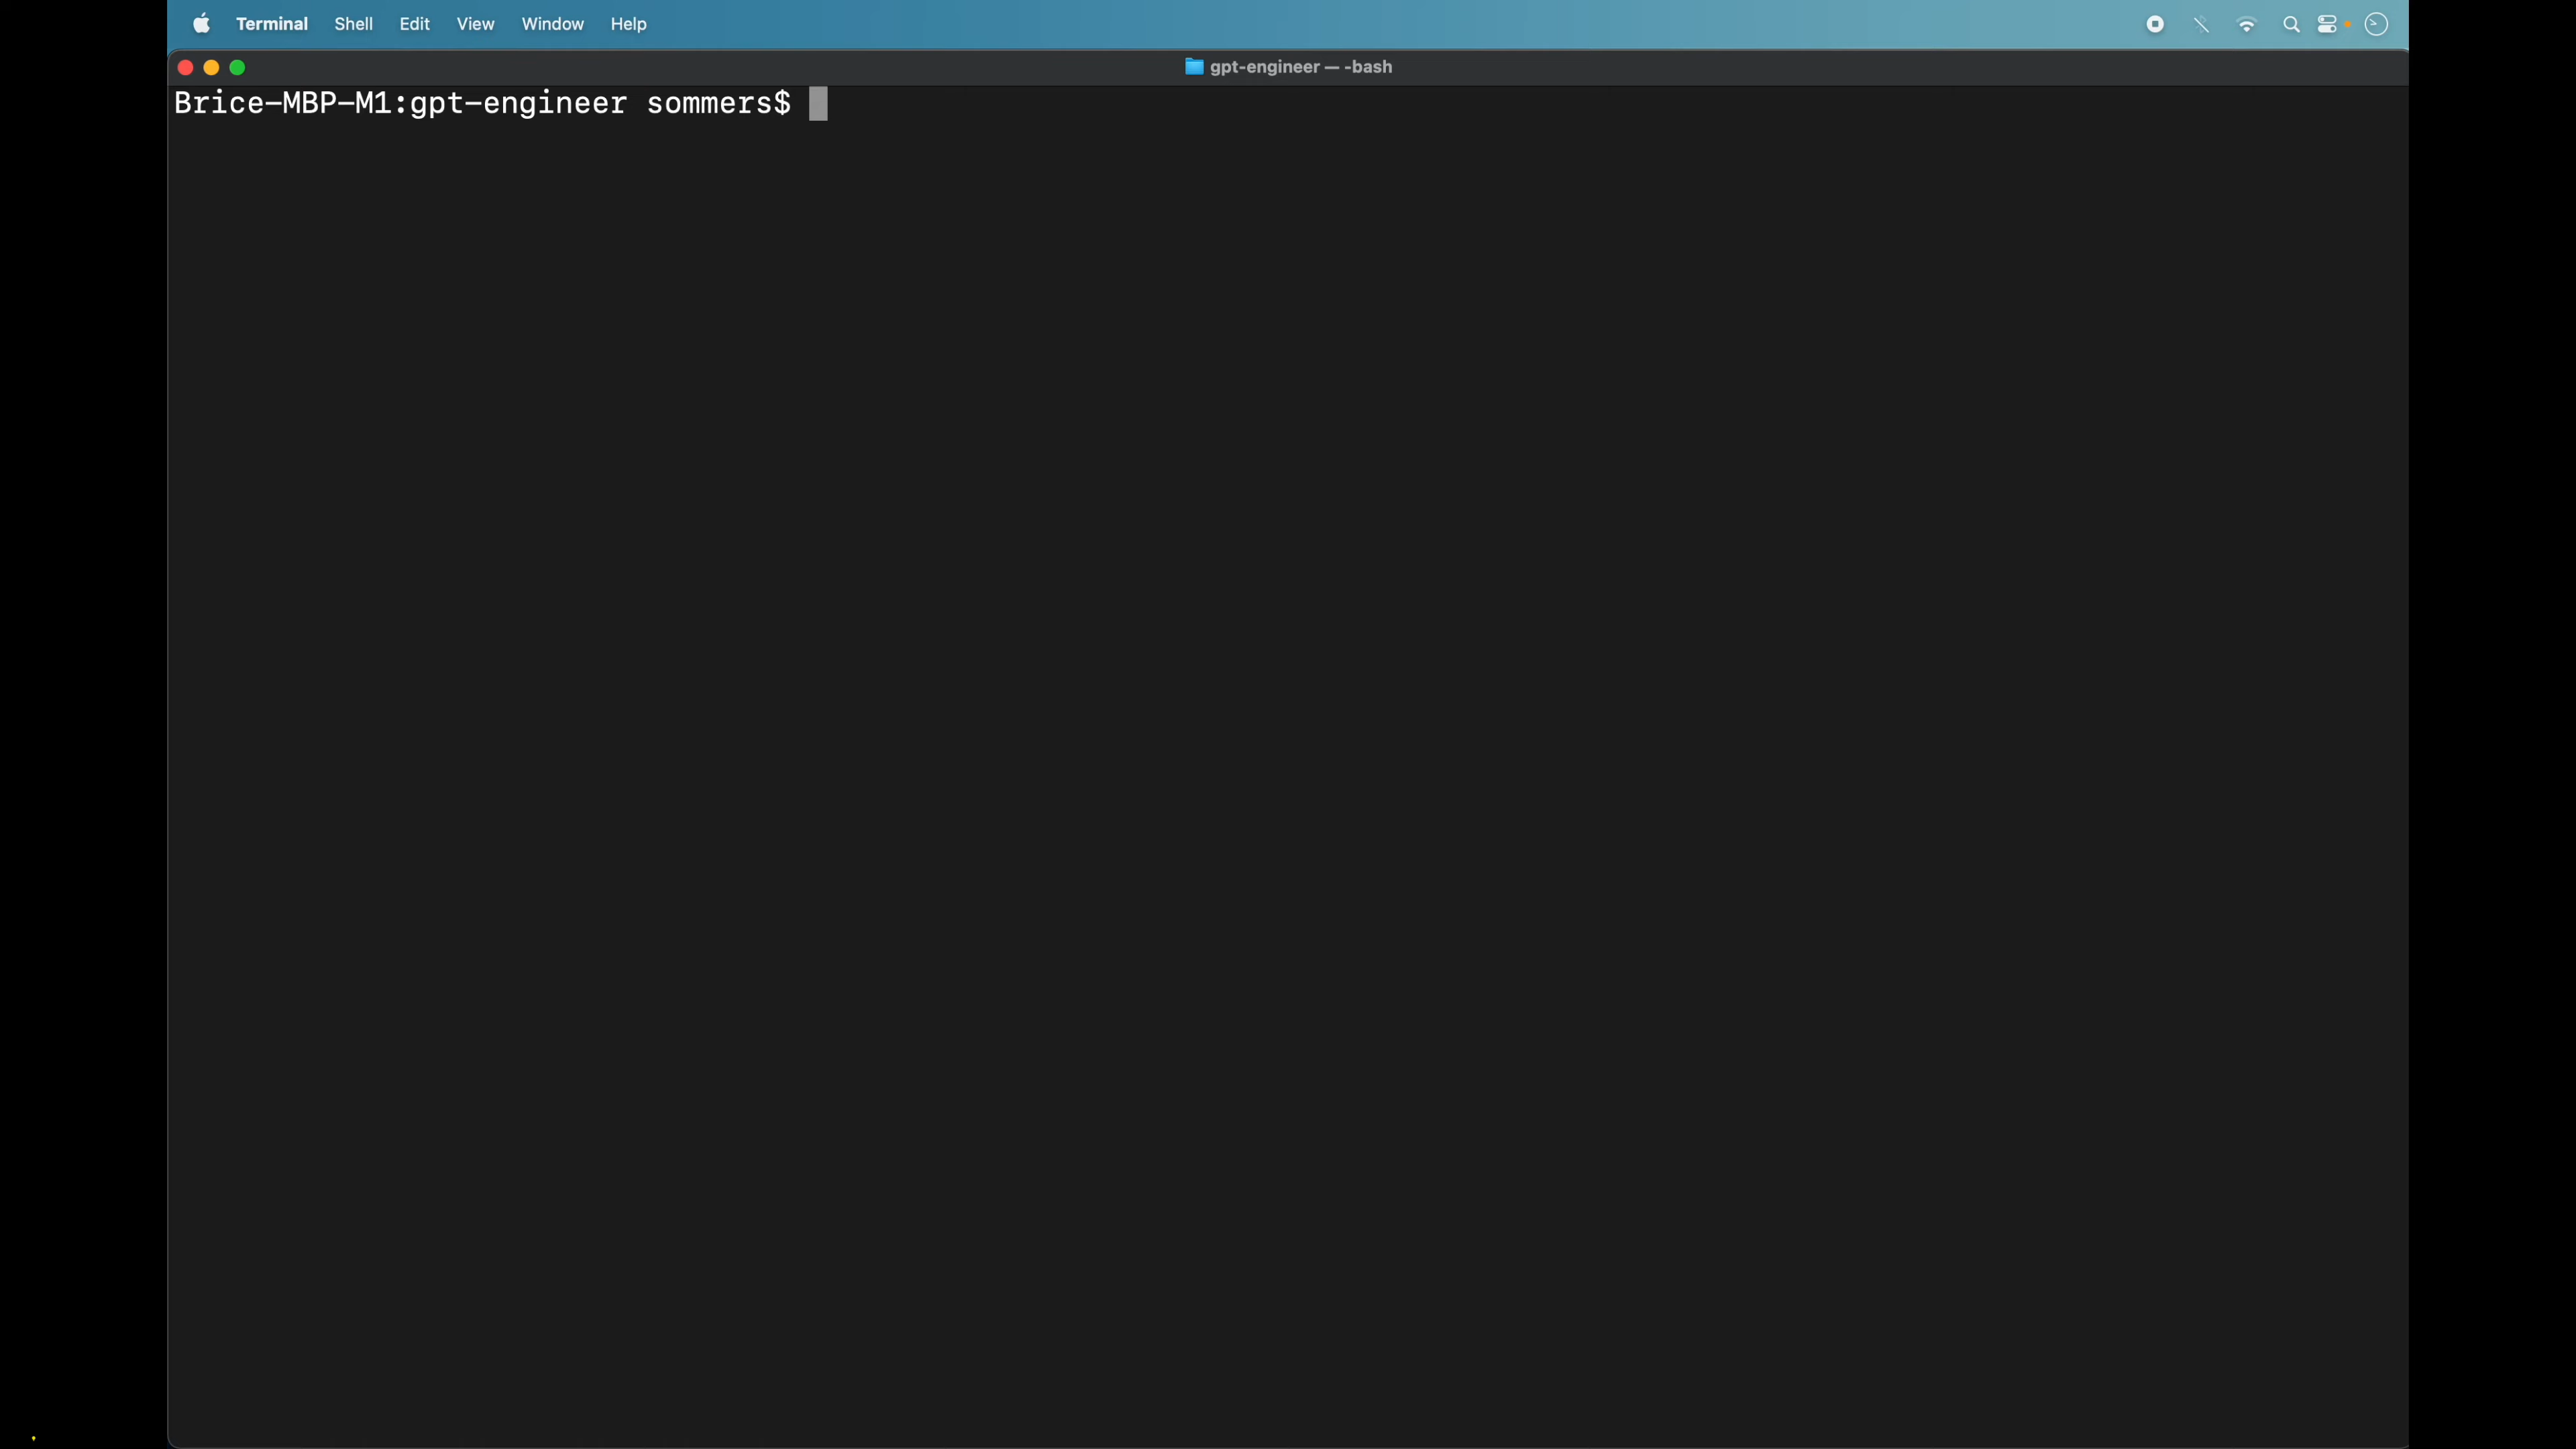 Terminal Shell Edit View Window Help
gpt-engineer — -bash
Brice-MBP-M1:gpt-engineer sommers$